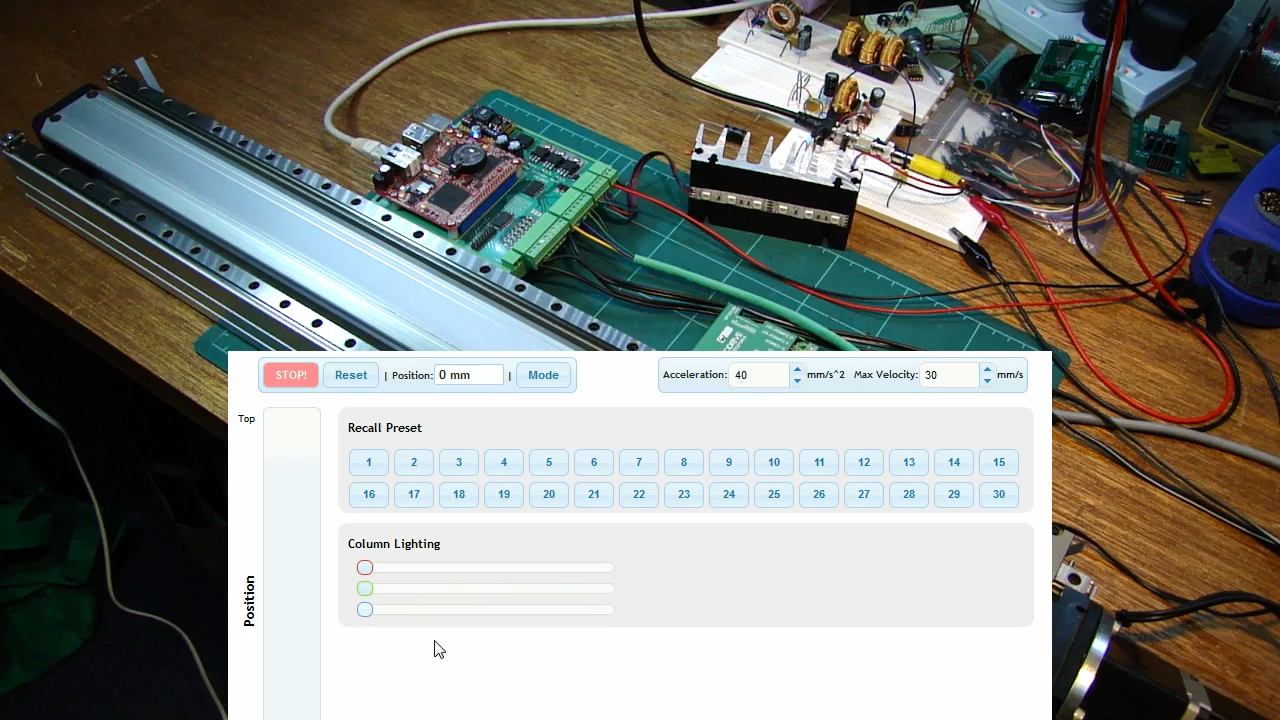 STOP! Reset | Position: 0 mm | Mode Acceleration: 40 mm/s^2 Max Velocity: 30 mm/s
Top
Recall Preset
1 2 3 4 5 6 7 8 9 10 11 12 13 14 15
16 17 18 19 20 21 22 23 24 25 26 27 28 29 30
Column Lighting
Position